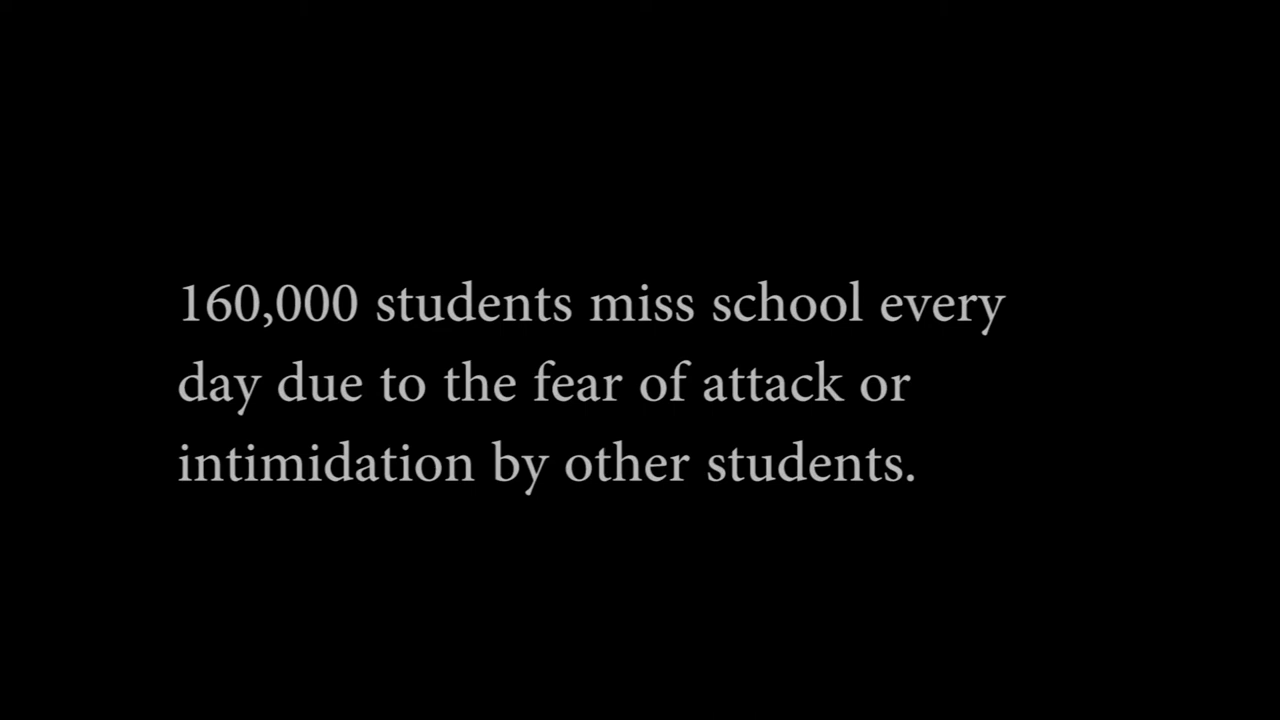 160,000 students miss school every
day due to the fear of attack or
intimidation by other students.